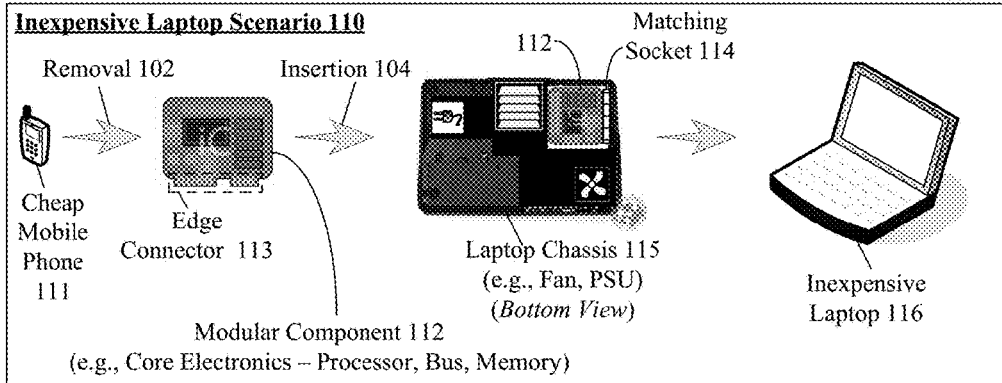 Inexpensive Laptop Scenario 110
Removal 102
Insertion 104
112
Matching
Socket 114
Cheap
Mobile
Phone
111
Edge
Connector 113
Laptop Chassis 115
(e.g., Fan, PSU)
(Bottom View)
Inexpensive
Laptop 116
Modular Component 112
(e.g., Core Electronics – Processor, Bus, Memory)